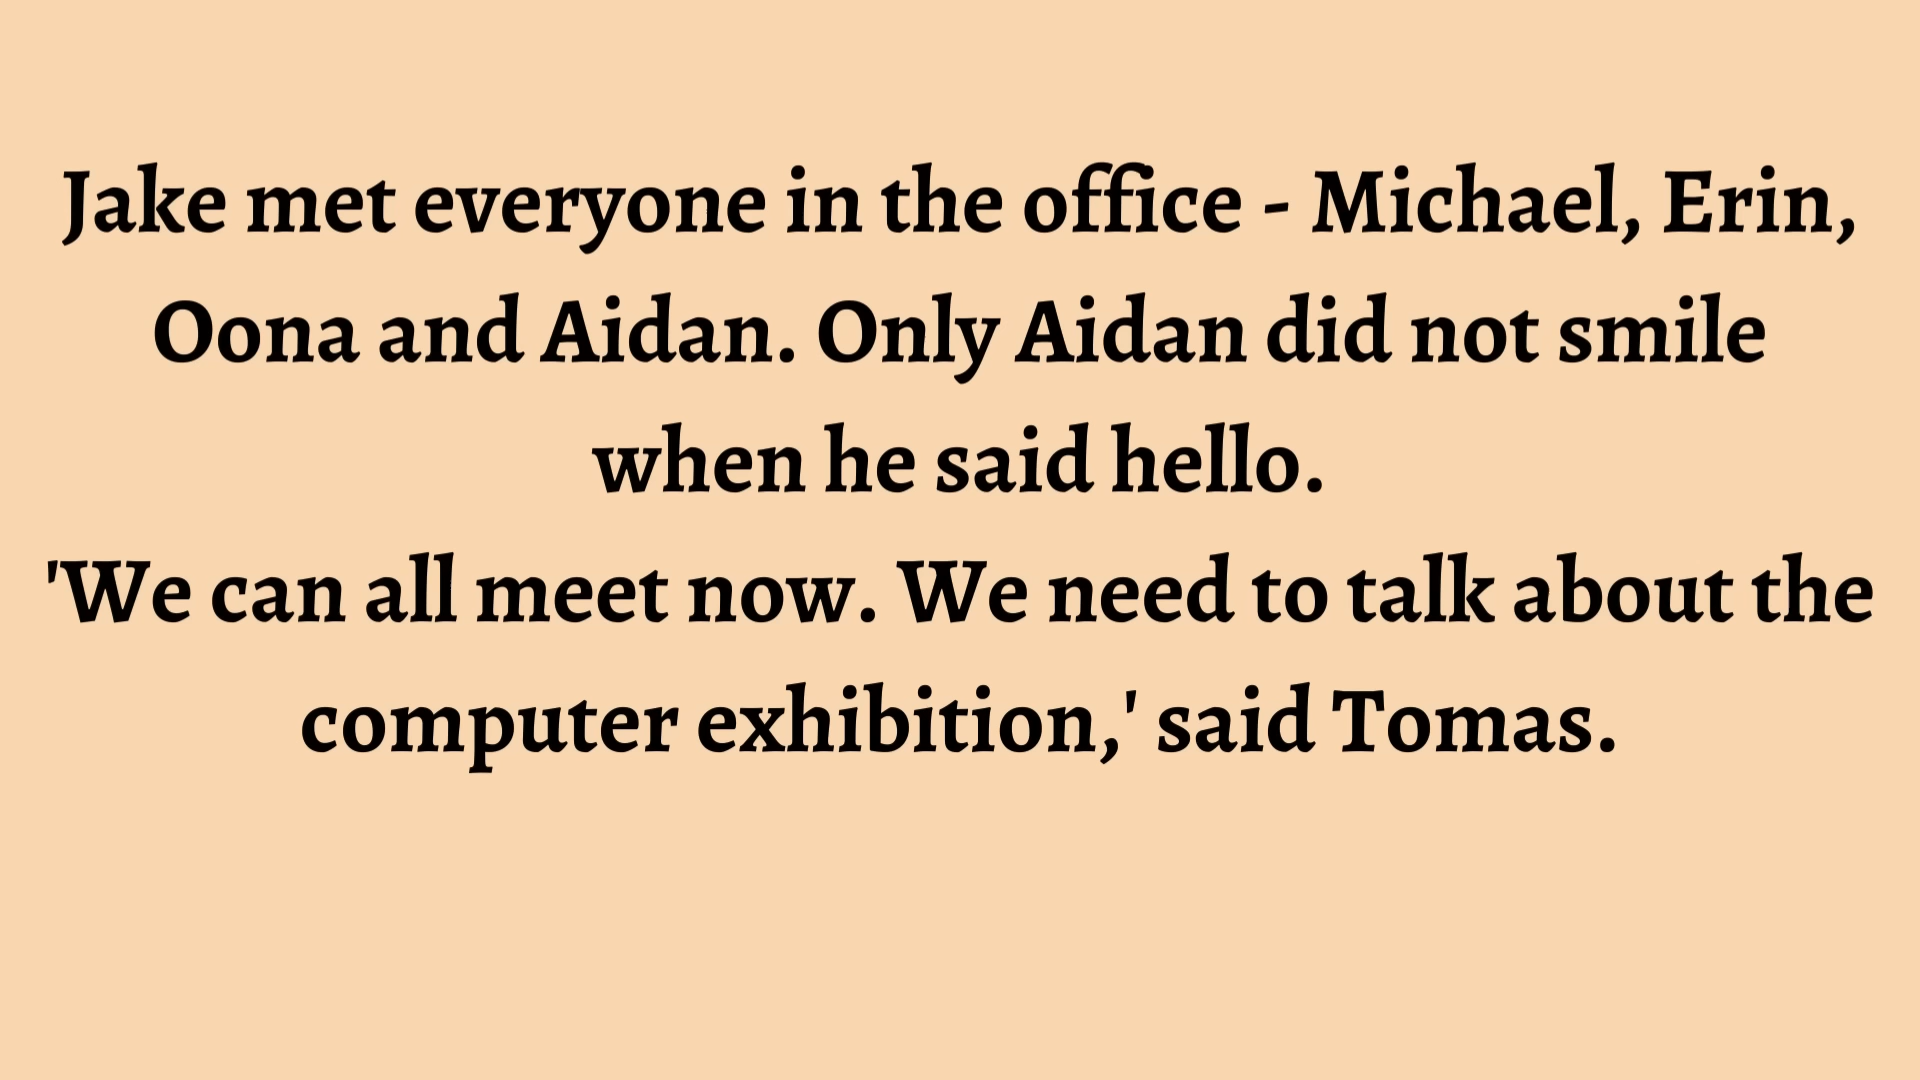 Jake met everyone in the office - Michael, Erin,
Oona and Aidan. Only Aidan did not smile
when he said hello.
'We can all meet now. We need to talk about the
computer exhibition,' said Tomas.